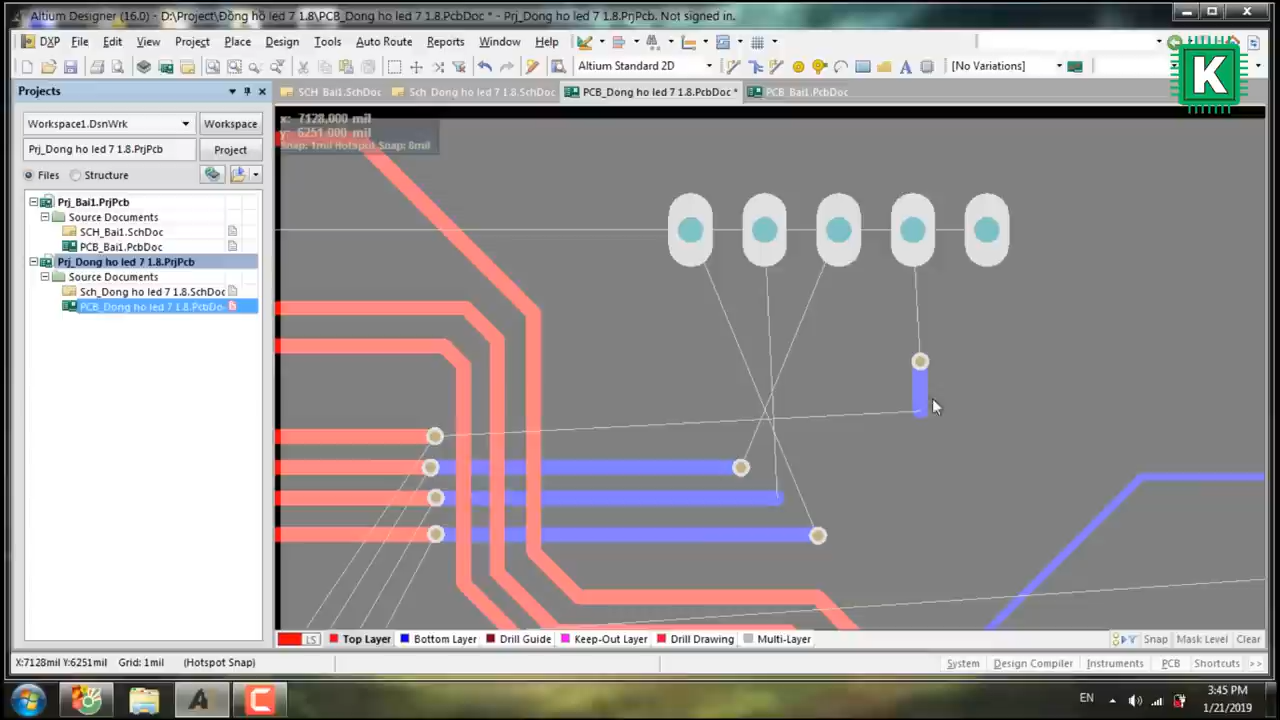 Altium Designer (16.0) - D:\Project\Đồng ho led 7 1.8\PCB_Dong ho led 7 1.8.PcbDoc * - Prj_Dong ho led 7 1.8.PrjPcb. Not signed in.
DXP File Edit View Project Place Design Tools Auto Route Reports Window Help
Altium Standard 2D [No Variations]
K
Projects
SCH_Bai1.SchDoc Sch_Dong ho led 7 1.8.SchDoc PCB_Dong ho led 7 1.8.PcbDoc * PCB_Bai1.PcbDoc
Workspace1.DsnWrk Workspace
Prj_Dong ho led 7 1.8.PrjPcb Project
Files Structure
x: 7128.000 mil
y: 6251.000 mil
Snap: 1mil Hotspot Snap: 8mil
Prj_Bai1.PrjPcb
Source Documents
SCH_Bai1.SchDoc
PCB_Bai1.PcbDoc
Prj_Dong ho led 7 1.8.PrjPcb
Source Documents
Sch_Dong ho led 7 1.8.SchDoc
PCB_Dong ho led 7 1.8.PcbDo
LS Top Layer Bottom Layer Drill Guide Keep-Out Layer Drill Drawing Multi-Layer Snap Mask Level Clear
X:7128mil Y:6251mil Grid: 1mil (Hotspot Snap) System Design Compiler Instruments PCB Shortcuts >>
EN
3:45 PM
1/21/2019